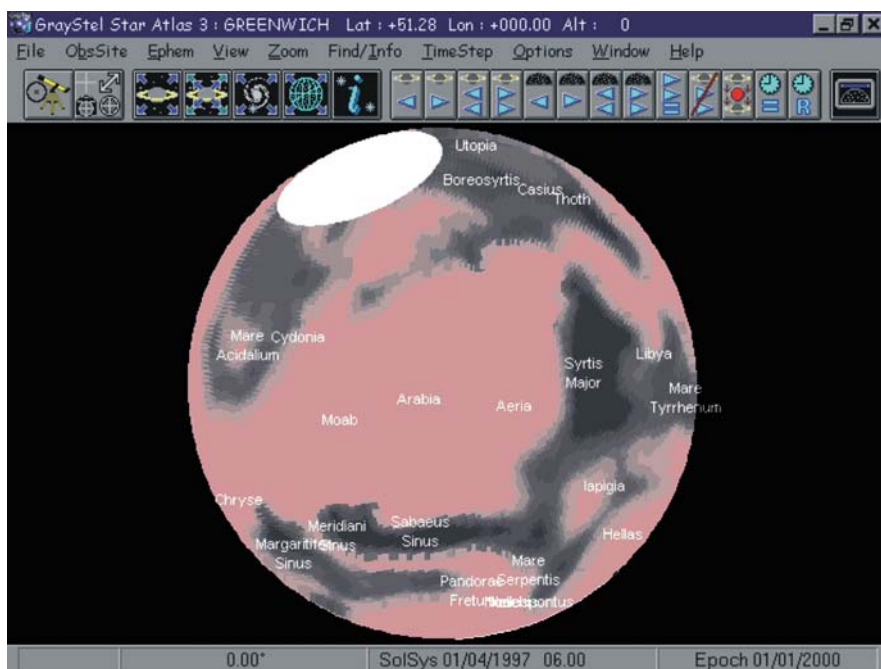 GrayStel Star Atlas 3 : GREENWICH Lat : +51.28 Lon : +000.00 Alt : 0
File ObsSite Ephem View Zoom Find/Info TimeStep Options Window Help
Utopia
Boreosyrtis
Casius
Thoth
Mare
Acidalium
Cydonia
Syrtis
Major
Libya
Mare
Tyrrhenum
Arabia
Aeria
Moab
Iapigia
Chryse
Meridiani
Sinus
Sabaeus
Sinus
Hellas
Margaritifer
Sinus
Mare
Serpentis
Pandorae
Fretum
0.00° SolSys 01/04/1997 06.00 Epoch 01/01/2000